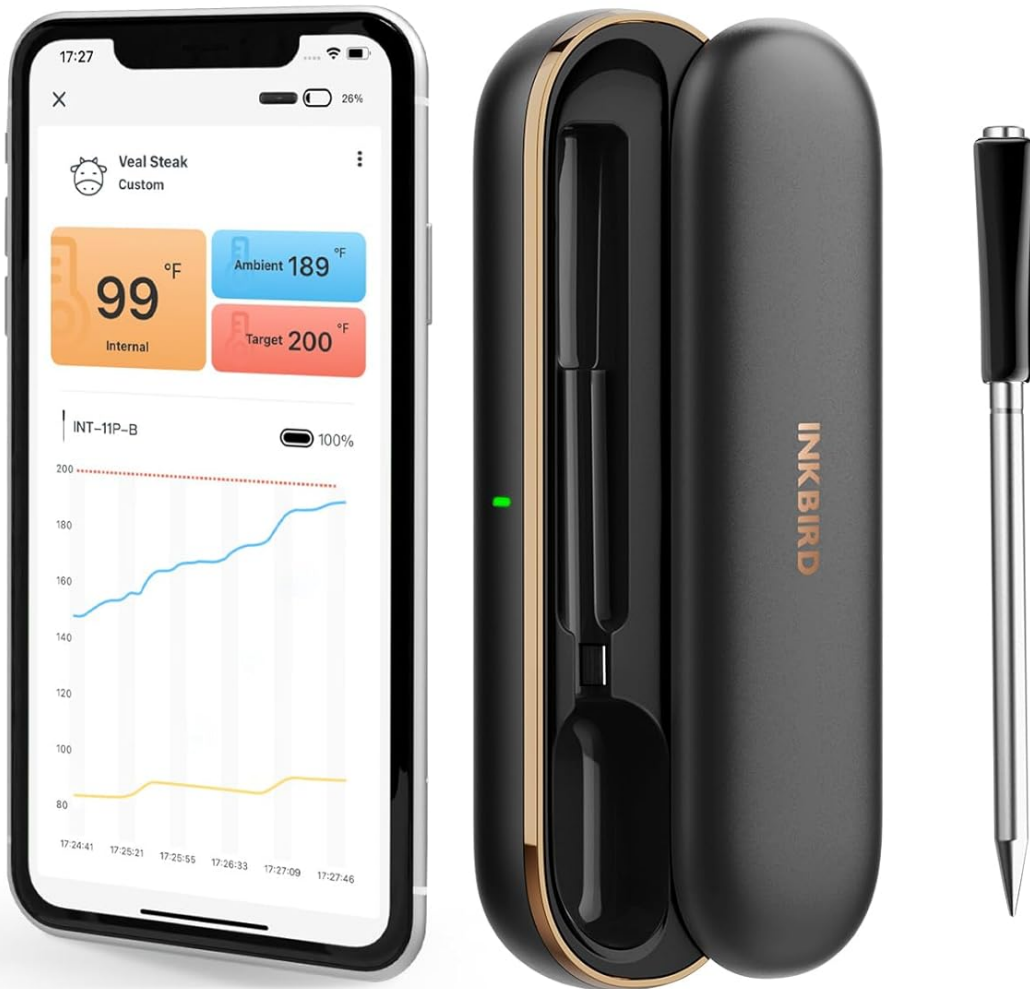 17:27
26%
Veal Steak
Custom
99 °F
Internal
Ambient 189 °F
Target 200 °F
INT-11P-B
100%
200
180
160
140
120
100
80
17:24:41 17:25:21 17:25:55 17:26:33 17:27:09 17:27:46
INKBIRD